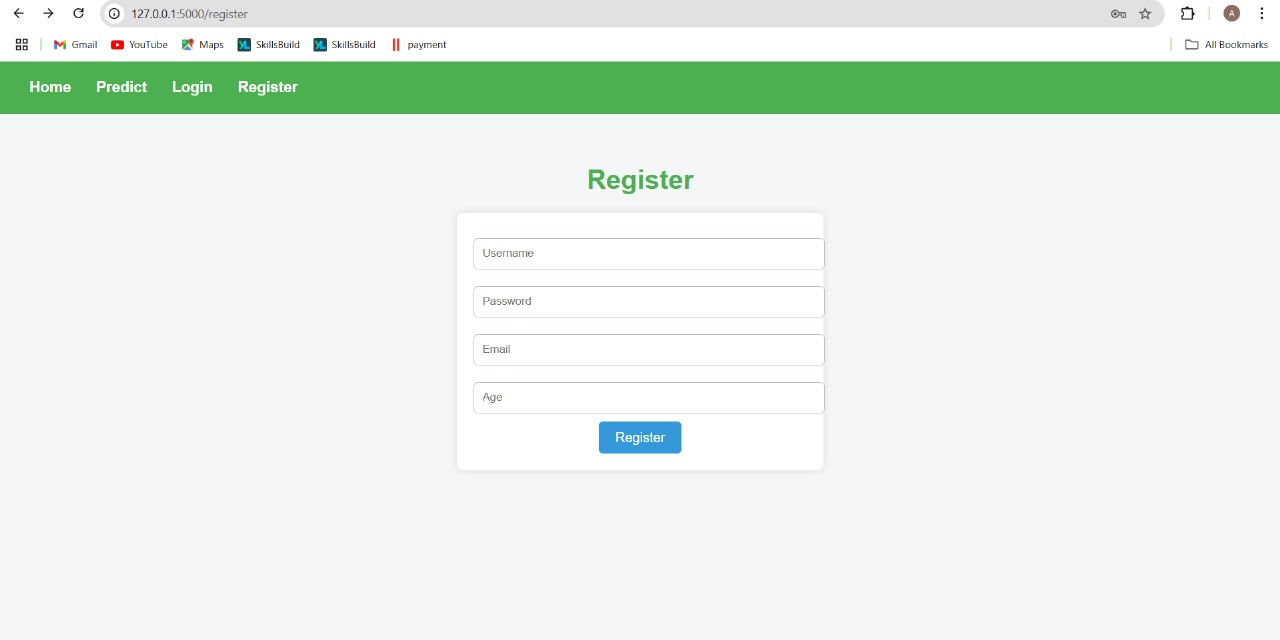 127.0.0.1:5000/register
A
Gmail YouTube Maps SkillsBuild SkillsBuild payment All Bookmarks
Home Predict Login Register
Register
Username
Password
Email
Age
Register